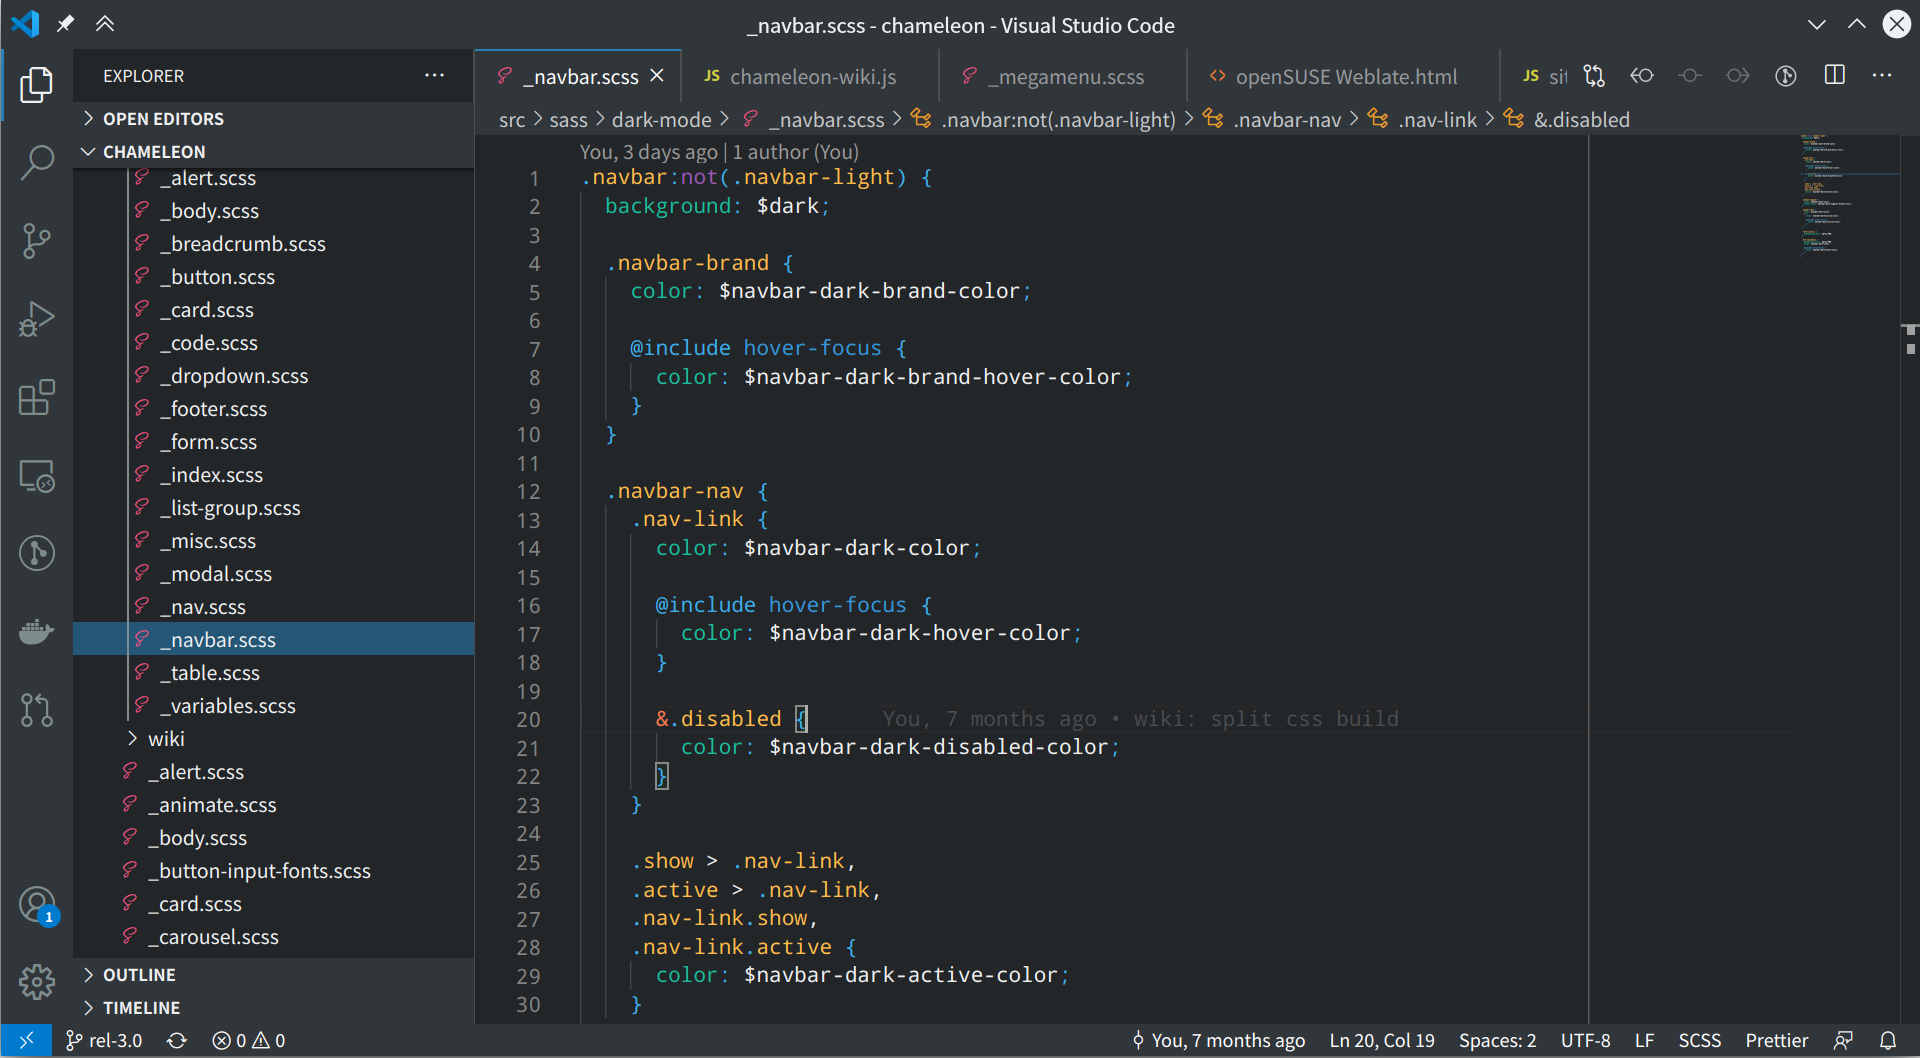 _navbar.scss - chameleon - Visual Studio Code
EXPLORER
OPEN EDITORS
CHAMELEON
_alert.scss
_body.scss
_breadcrumb.scss
_button.scss
_card.scss
_code.scss
_dropdown.scss
_footer.scss
_form.scss
_index.scss
_list-group.scss
_misc.scss
_modal.scss
_nav.scss
_navbar.scss
_table.scss
_variables.scss
wiki
_alert.scss
_animate.scss
_body.scss
_button-input-fonts.scss
_card.scss
_carousel.scss
OUTLINE
TIMELINE
1
_navbar.scss JS chameleon-wiki.js _megamenu.scss openSUSE Weblate.html JS sit
src > sass > dark-mode > _navbar.scss > .navbar:not(.navbar-light) > .navbar-nav > .nav-link > &.disabled
You, 3 days ago | 1 author (You)
1 .navbar:not(.navbar-light) {
2 background: $dark;
3
4 .navbar-brand {
5 color: $navbar-dark-brand-color;
6
7 @include hover-focus {
8 color: $navbar-dark-brand-hover-color;
9 }
10 }
11
12 .navbar-nav {
13 .nav-link {
14 color: $navbar-dark-color;
15
16 @include hover-focus {
17 color: $navbar-dark-hover-color;
18 }
19
20 &.disabled { You, 7 months ago • wiki: split css build
21 color: $navbar-dark-disabled-color;
22 }
23 }
24
25 .show > .nav-link,
26 .active > .nav-link,
27 .nav-link.show,
28 .nav-link.active {
29 color: $navbar-dark-active-color;
30 }
rel-3.0 0 0 You, 7 months ago Ln 20, Col 19 Spaces: 2 UTF-8 LF SCSS Prettier